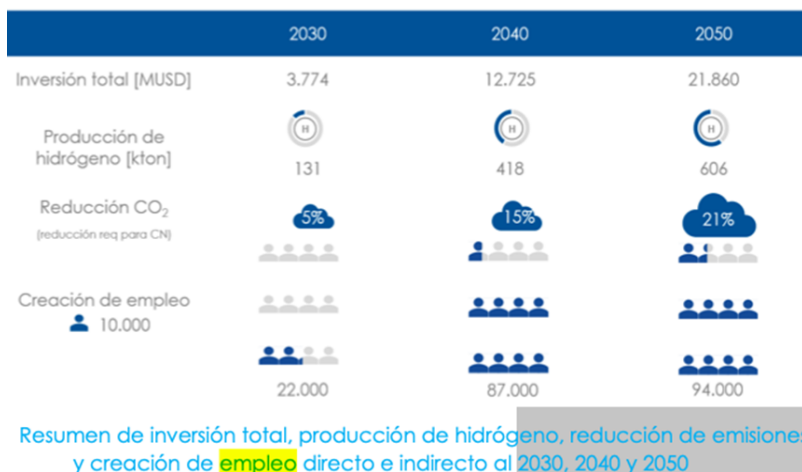 2030 2040 2050
Inversión total [MUSD] 3.774 12.725 21.860
H H H
Producción de
hidrógeno [kton]
131 418 606
Reducción CO₂
(reducción req para CN)
5% 15% 21%
Creación de empleo
10.000
22.000 87.000 94.000
Resumen de inversión total, producción de hidrógeno, reducción de emisiones
y creación de empleo directo e indirecto al 2030, 2040 y 2050